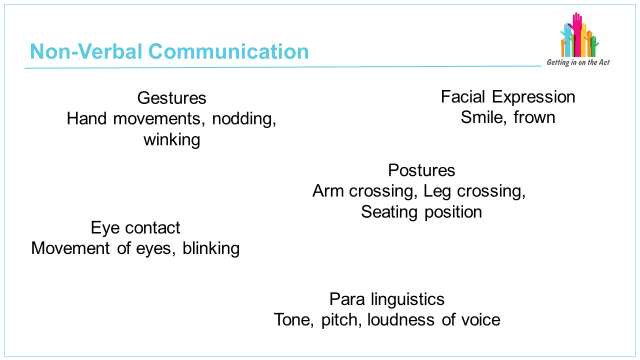 Non-Verbal Communication
Getting in on the Act
Gestures
Hand movements, nodding,
winking
Facial Expression
Smile, frown
Postures
Arm crossing, Leg crossing,
Seating position
Eye contact
Movement of eyes, blinking
Para linguistics
Tone, pitch, loudness of voice